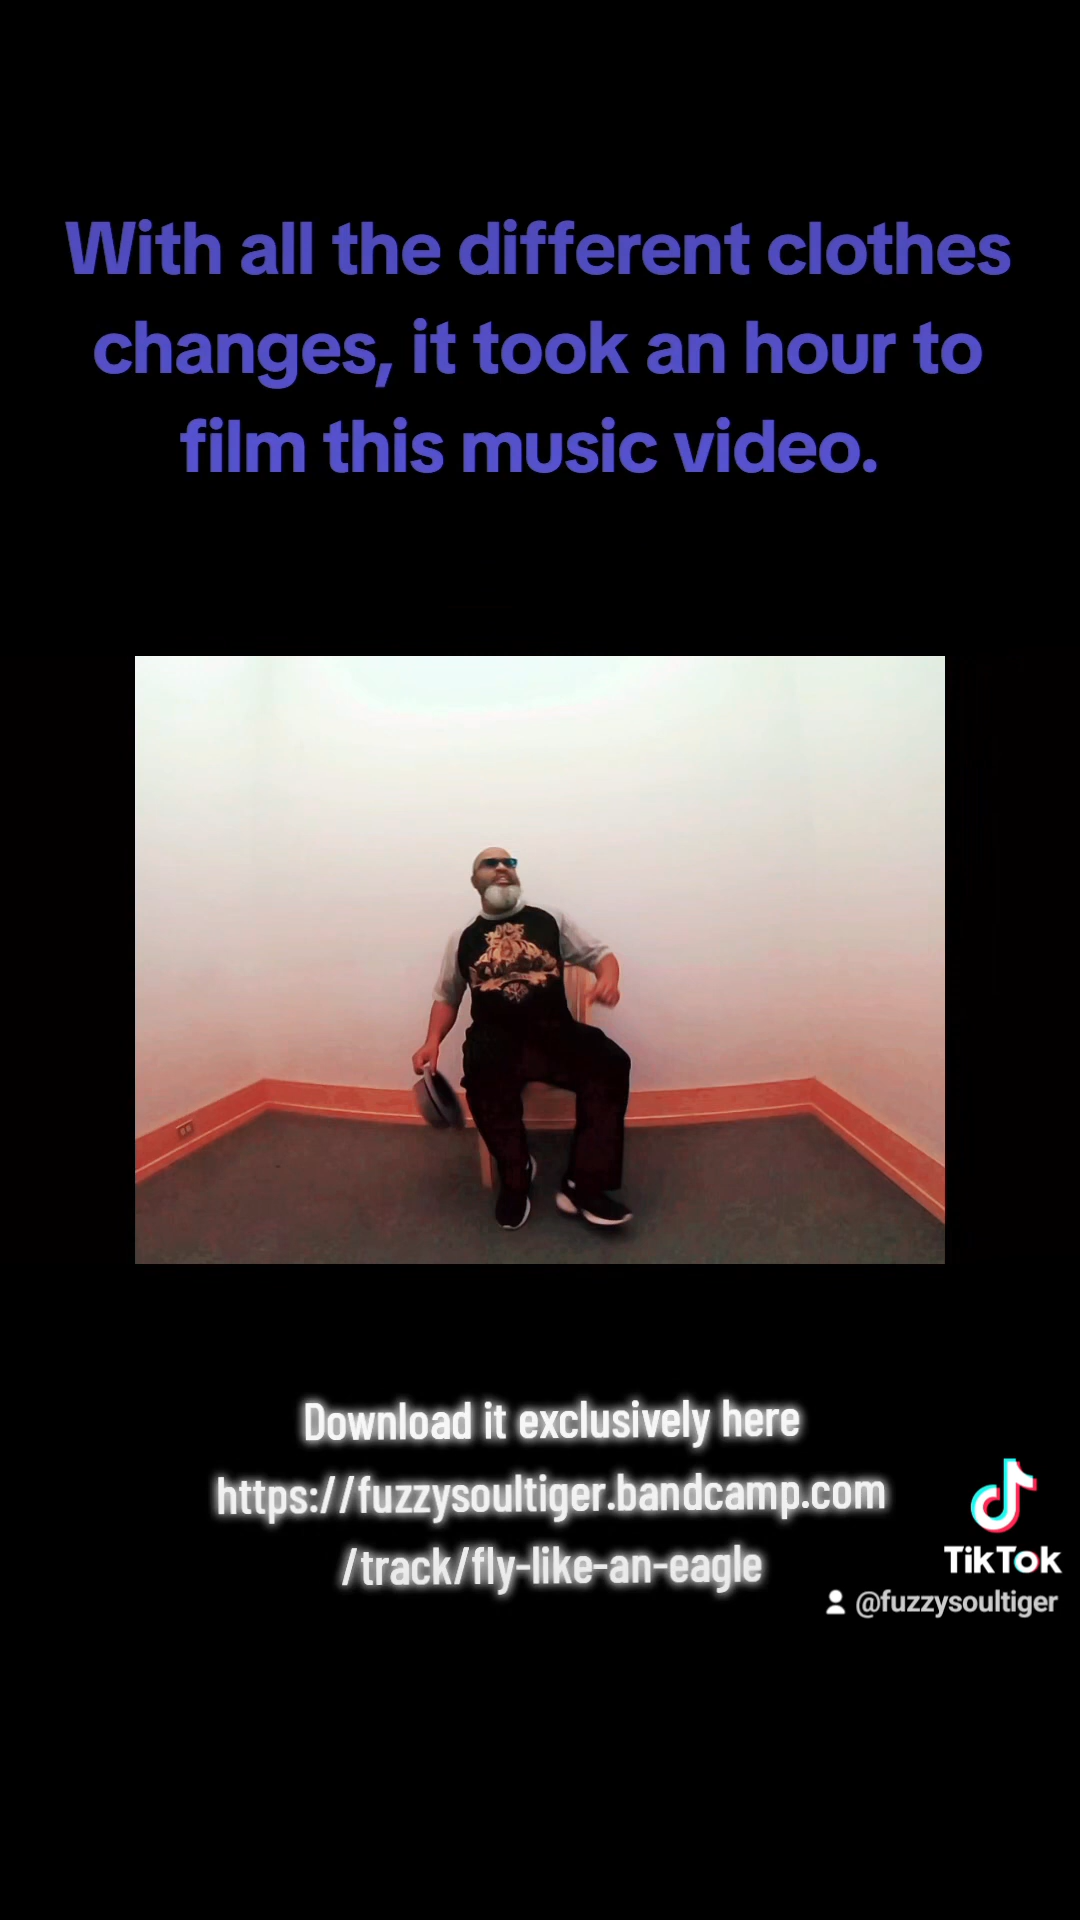 With all the different clothes
changes, it took an hour to
film this music video.
Download it exclusively here
https://fuzzysoultiger.bandcamp.com
/track/fly-like-an-eagle
TikTok
@fuzzysoultiger